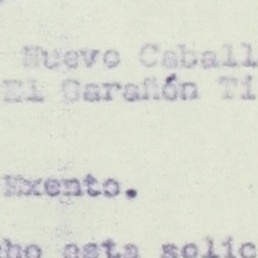 Nuevo Caball
El Garañón Ti
Exento.
cho esta solic